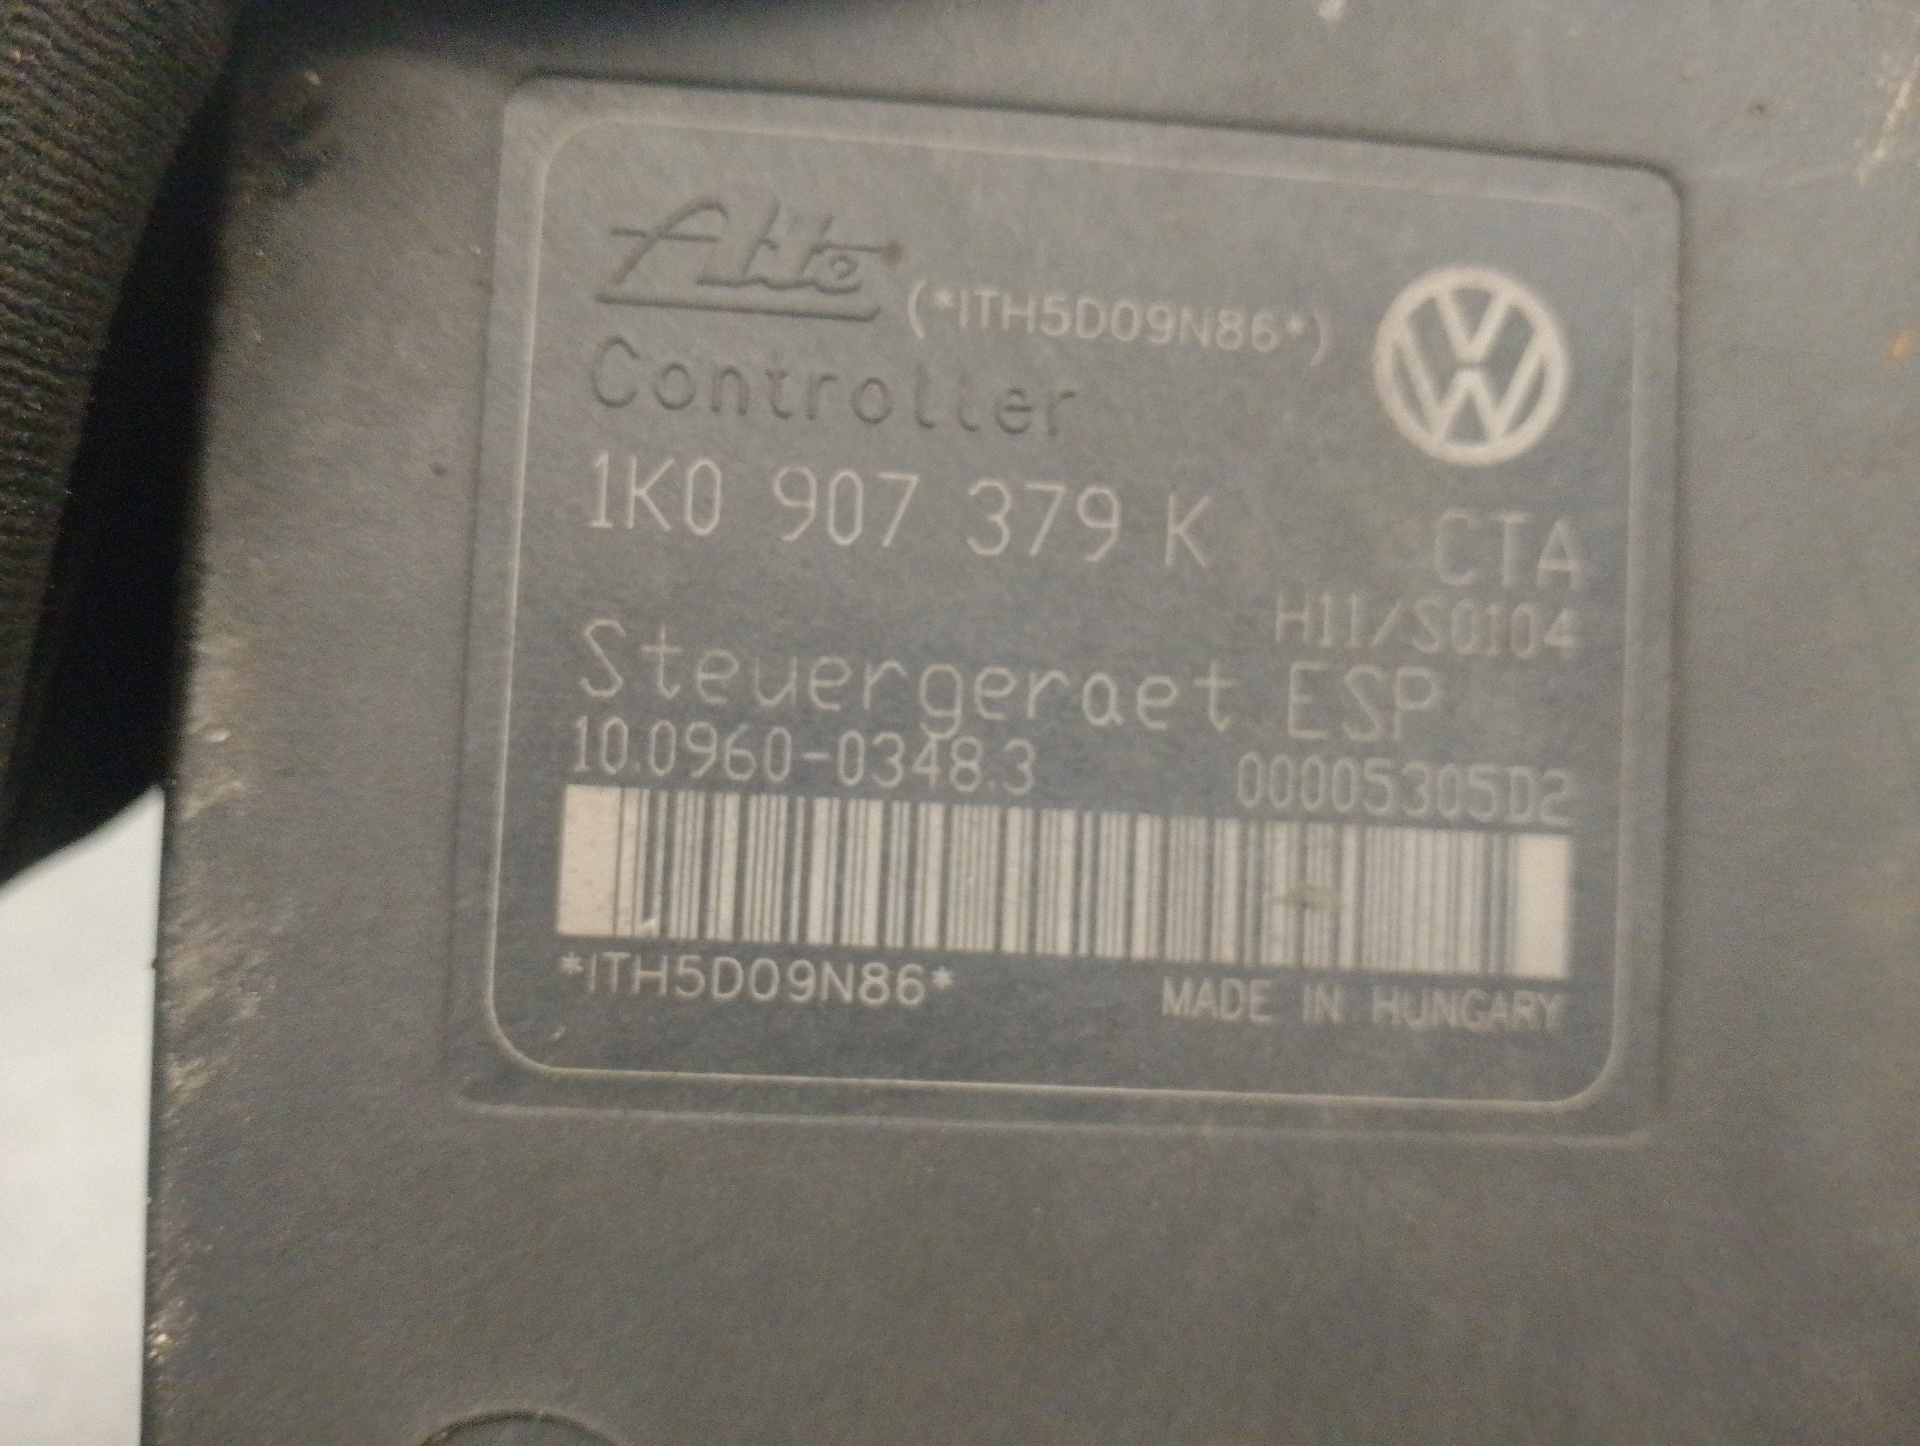 Ate
(*ITH5D09N86*)
Controller
1K0 907 379 K
CTA
H11/S0104
Steuergeraet ESP
10.0960-0348.3
00005305D2
*ITH5D09N86*
MADE IN HUNGARY